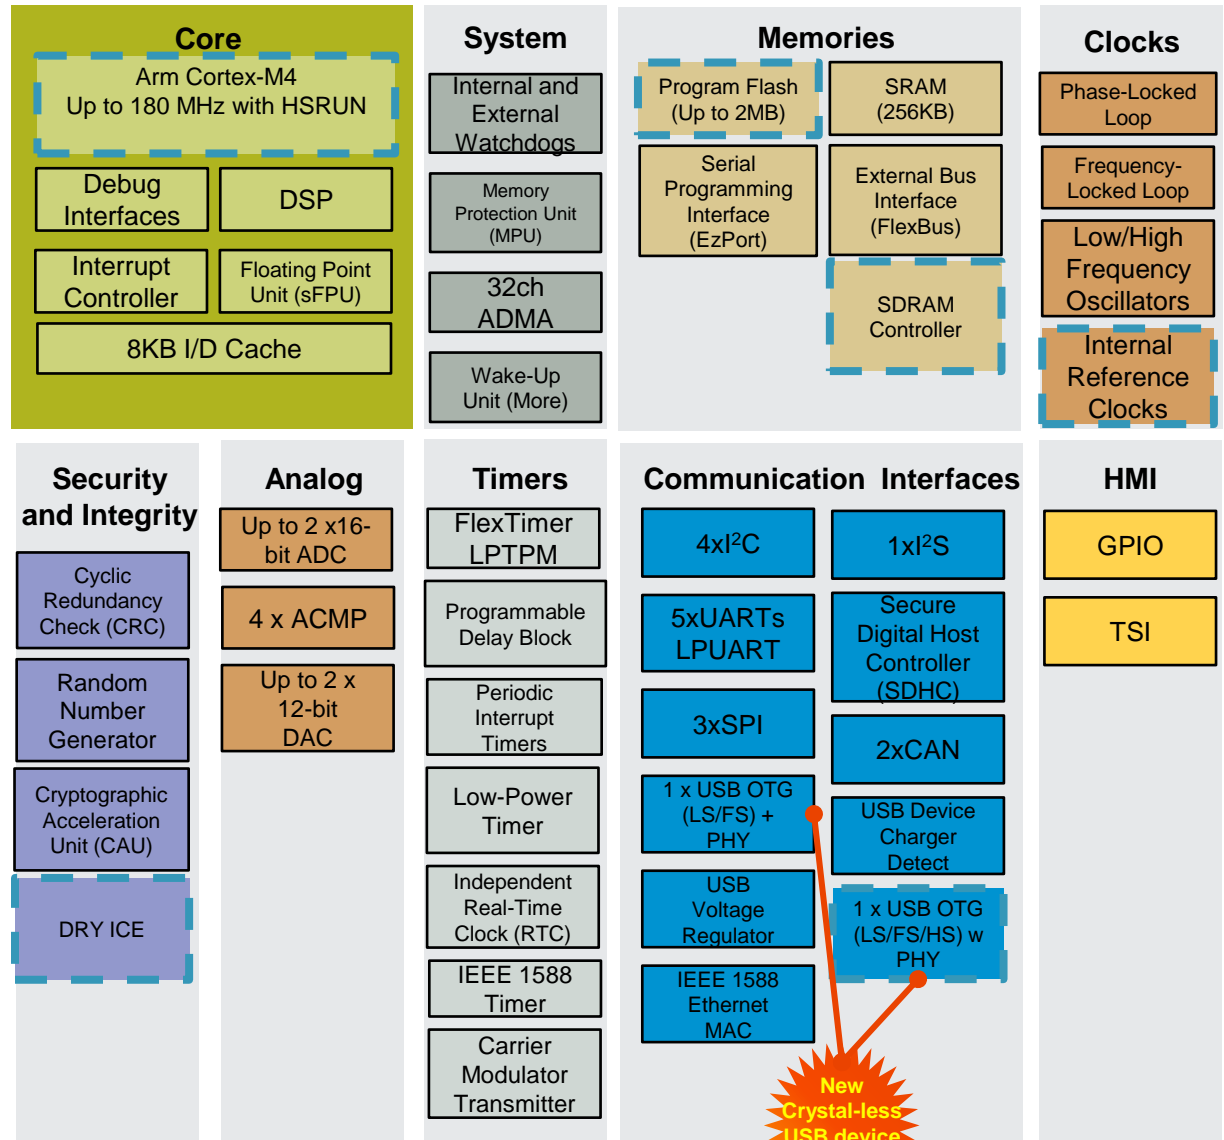 Core
Arm Cortex-M4
Up to 180 MHz with HSRUN
Debug
Interfaces
DSP
Interrupt
Controller
Floating Point
Unit (sFPU)
8KB I/D Cache
System
Internal and
External
Watchdogs
Memory
Protection Unit
(MPU)
32ch
ADMA
Wake-Up
Unit (More)
Memories
Program Flash
(Up to 2MB)
SRAM
(256KB)
Serial
Programming
Interface
(EzPort)
External Bus
Interface
(FlexBus)
SDRAM
Controller
Clocks
Phase-Locked
Loop
Frequency-
Locked Loop
Low/High
Frequency
Oscillators
Internal
Reference
Clocks
Security
and Integrity
Cyclic
Redundancy
Check (CRC)
Random
Number
Generator
Cryptographic
Acceleration
Unit (CAU)
DRY ICE
Analog
Up to 2 x16-
bit ADC
4 x ACMP
Up to 2 x
12-bit
DAC
Timers
FlexTimer
LPTPM
Programmable
Delay Block
Periodic
Interrupt
Timers
Low-Power
Timer
Independent
Real-Time
Clock (RTC)
IEEE 1588
Timer
Carrier
Modulator
Transmitter
Communication Interfaces
4xI²C
1xI²S
5xUARTs
LPUART
Secure
Digital Host
Controller
(SDHC)
3xSPI
2xCAN
1 x USB OTG
(LS/FS) +
PHY
USB Device
Charger
Detect
USB
Voltage
Regulator
1 x USB OTG
(LS/FS/HS) w
PHY
IEEE 1588
Ethernet
MAC
New
Crystal-less
USB device
HMI
GPIO
TSI